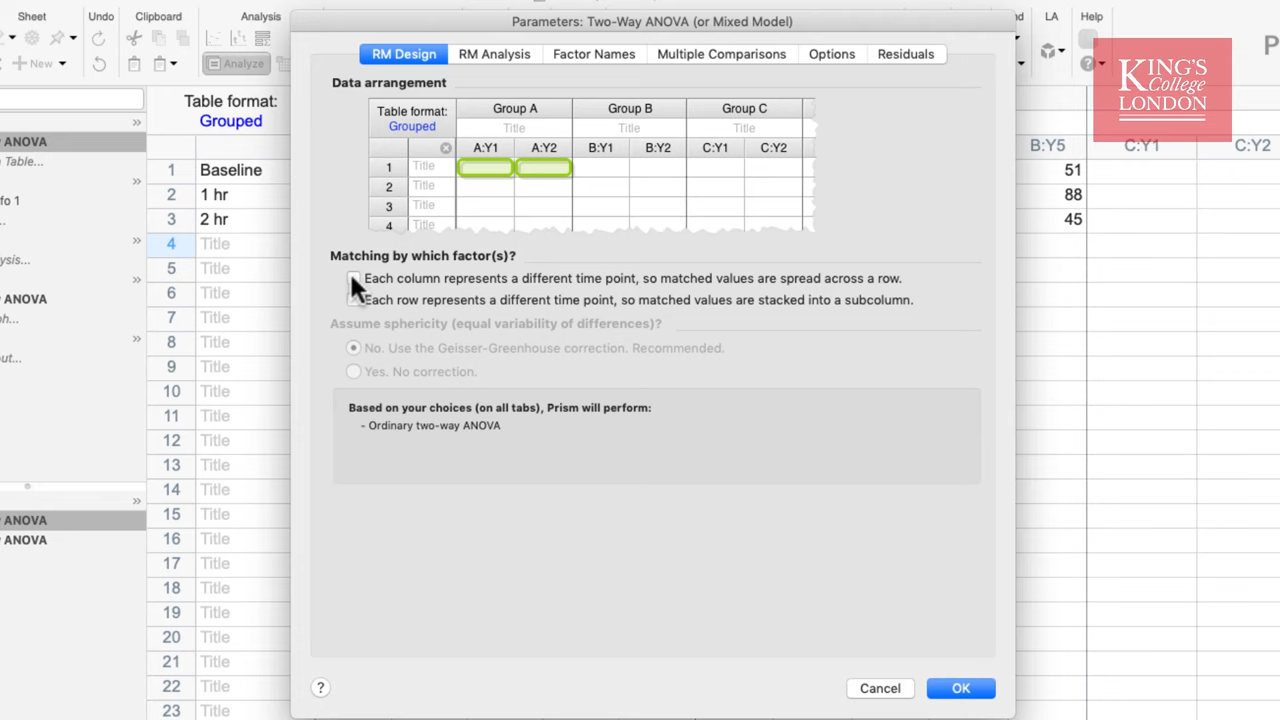 Sheet
Undo
Clipboard
Analysis
LA
Help
New
Analyze
Parameters: Two-Way ANOVA (or Mixed Model)
RM Design
RM Analysis
Factor Names
Multiple Comparisons
Options
Residuals
KING'S
College
LONDON
Data arrangement
Table format:
Grouped
Group A
Group B
Group C
Title
Title
Title
A:Y1
A:Y2
B:Y1
B:Y2
C:Y1
C:Y2
1 Title
2 Title
3 Title
4 Title
Matching by which factor(s)?
Each column represents a different time point, so matched values are spread across a row.
Each row represents a different time point, so matched values are stacked into a subcolumn.
Assume sphericity (equal variability of differences)?
No. Use the Geisser-Greenhouse correction. Recommended.
Yes. No correction.
Based on your choices (on all tabs), Prism will perform:
- Ordinary two-way ANOVA
?
Cancel
OK
Table format:
Grouped
B:Y5
C:Y1
C:Y2
1 Baseline 51
2 1 hr 88
3 2 hr 45
4 Title
5 Title
6 Title
7 Title
8 Title
9 Title
10 Title
11 Title
12 Title
13 Title
14 Title
15 Title
16 Title
17 Title
18 Title
19 Title
20 Title
21 Title
22 Title
23 Title
ANOVA
Table...
fo 1
ysis...
ANOVA
ph...
out...
ANOVA
ANOVA